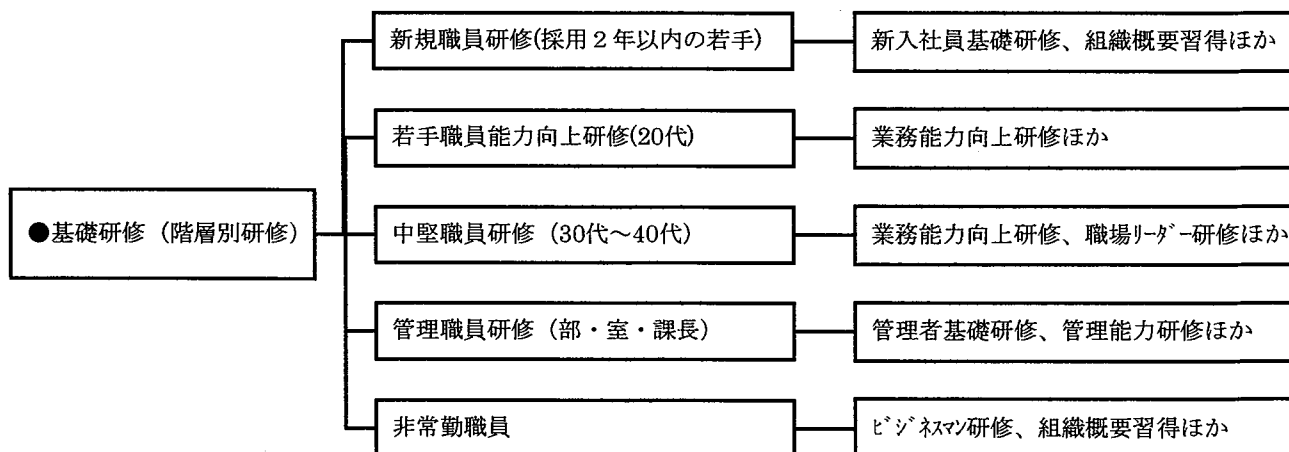 新規職員研修(採用2年以内の若手)
新入社員基礎研修、組織概要習得ほか
若手職員能力向上研修(20代)
業務能力向上研修ほか
●基礎研修(階層別研修)
中堅職員研修(30代~40代)
業務能力向上研修、職場ﾘｰﾀﾞｰ研修ほか
管理職員研修(部・室・課長)
管理者基礎研修、管理能力研修ほか
非常勤職員
ﾋﾞｼﾞﾈｽﾏﾝ研修、組織概要習得ほか